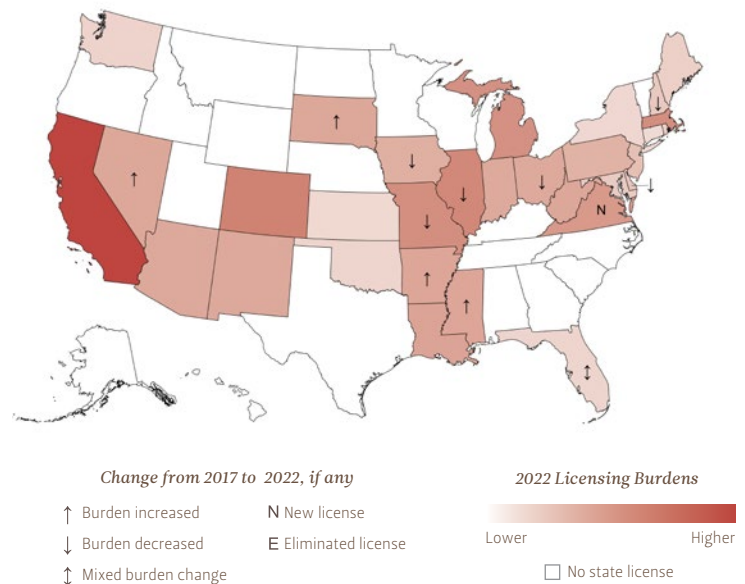 N
Change from 2017 to 2022, if any
↑ Burden increased
↓ Burden decreased
↕ Mixed burden change
N New license
E Eliminated license
2022 Licensing Burdens
Lower Higher
No state license